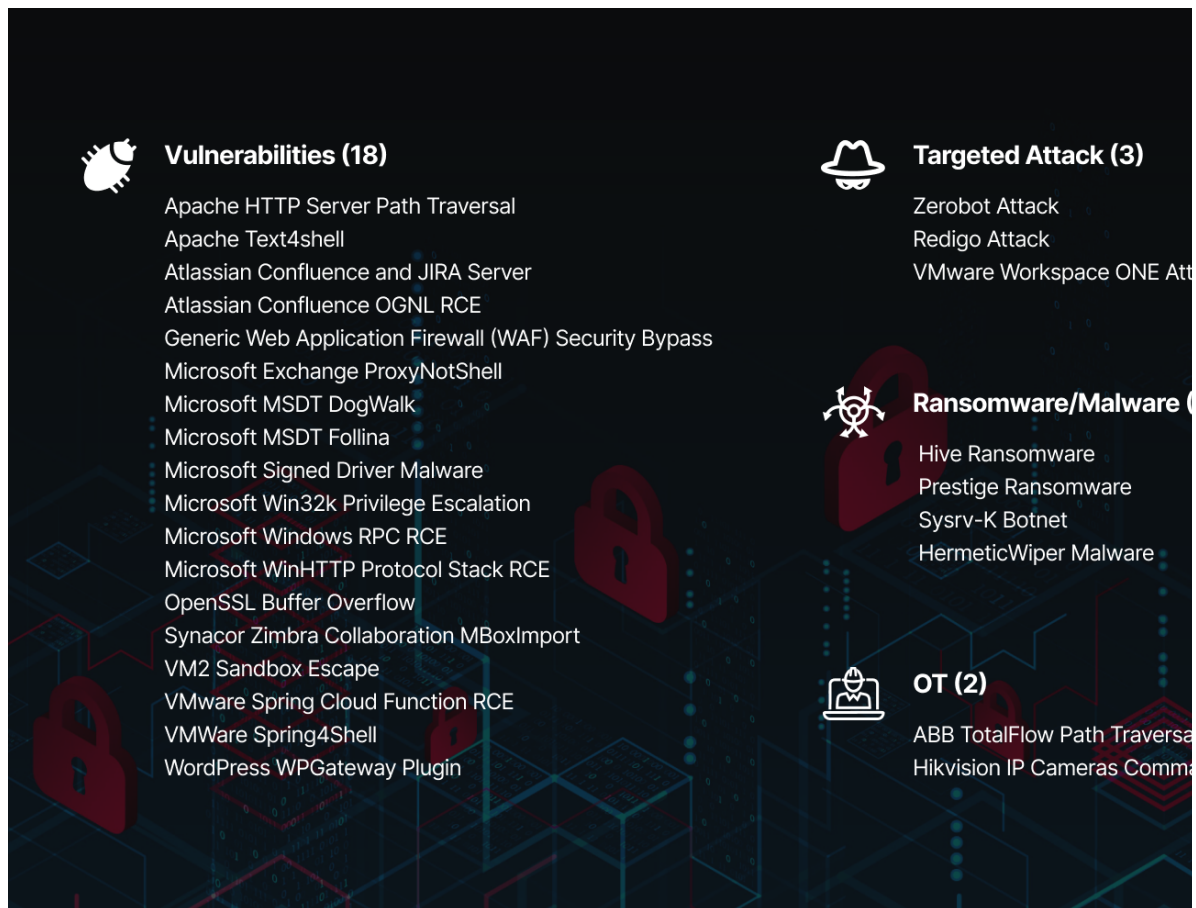 Vulnerabilities (18)
Apache HTTP Server Path Traversal
Apache Text4shell
Atlassian Confluence and JIRA Server
Atlassian Confluence OGNL RCE
Generic Web Application Firewall (WAF) Security Bypass
Microsoft Exchange ProxyNotShell
Microsoft MSDT DogWalk
Microsoft MSDT Follina
Microsoft Signed Driver Malware
Microsoft Win32k Privilege Escalation
Microsoft Windows RPC RCE
Microsoft WinHTTP Protocol Stack RCE
OpenSSL Buffer Overflow
Synacor Zimbra Collaboration MBoxImport
VM2 Sandbox Escape
VMware Spring Cloud Function RCE
VMWare Spring4Shell
WordPress WPGateway Plugin
Targeted Attack (3)
Zerobot Attack
Redigo Attack
VMware Workspace ONE
Ransomware/Malware (
Hive Ransomware
Prestige Ransomware
Sysrv-K Botnet
HermeticWiper Malware
OT (2)
ABB TotalFlow Path
Hikvision IP Cameras